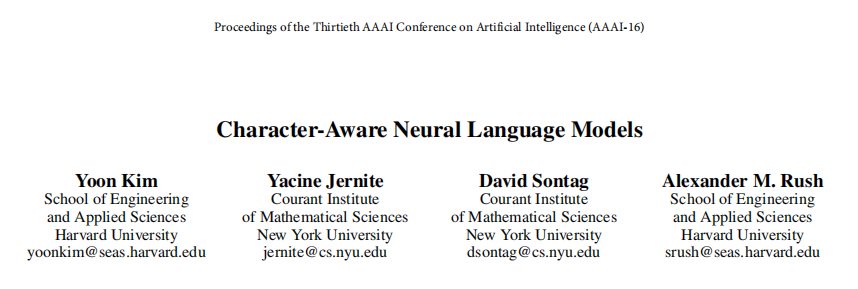 Proceedings of the Thirtieth AAAI Conference on Artificial Intelligence (AAAI-16)
Character-Aware Neural Language Models
Yoon Kim
School of Engineering
and Applied Sciences
Harvard University
yoonkim@seas.harvard.edu
Yacine Jernite
Courant Institute
of Mathematical Sciences
New York University
jernite@cs.nyu.edu
David Sontag
Courant Institute
of Mathematical Sciences
New York University
dsontag@cs.nyu.edu
Alexander M. Rush
School of Engineering
and Applied Sciences
Harvard University
srush@seas.harvard.edu